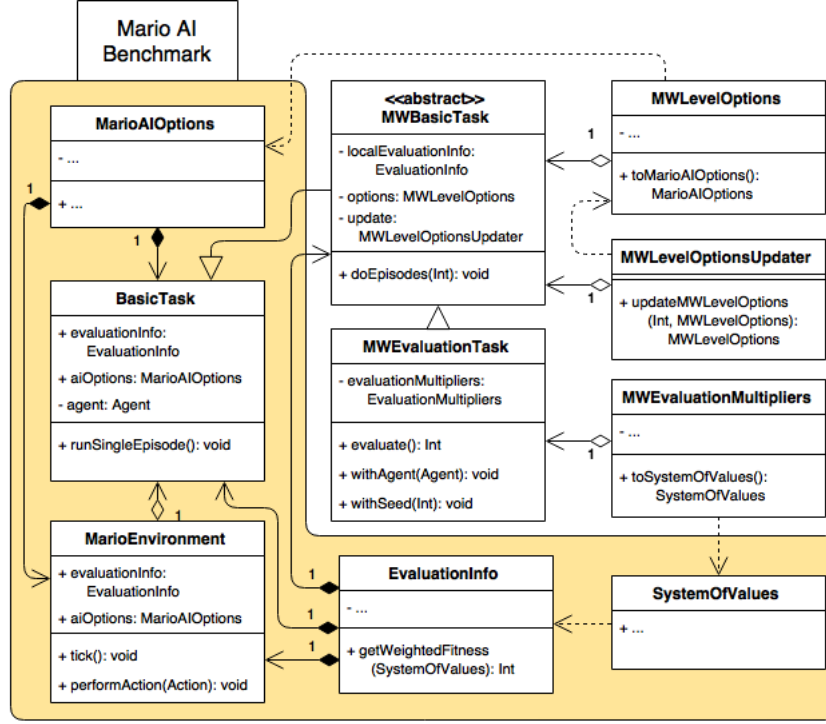 Mario AI
Benchmark
MarioAIOptions
- ...
+ ...
1
1
BasicTask
+ evaluationInfo:
EvaluationInfo
+ aiOptions: MarioAIOptions
- agent: Agent
+ runSingleEpisode(): void
1
MarioEnvironment
+ evaluationInfo:
EvaluationInfo
+ aiOptions: MarioAIOptions
+ tick(): void
+ performAction(Action): void
<<abstract>>
MWBasicTask
- localEvaluationInfo:
EvaluationInfo
- options: MWLevelOptions
- update:
MWLevelOptionsUpdater
+ doEpisodes(Int): void
MWEvaluationTask
- evaluationMultipliers:
EvaluationMultipliers
+ evaluate(): Int
+ withAgent(Agent): void
+ withSeed(Int): void
1
1
1
EvaluationInfo
- ...
+ getWeightedFitness
(SystemOfValues): Int
MWLevelOptions
- ...
+ toMarioAIOptions():
MarioAIOptions
1
MWLevelOptionsUpdater
+ updateMWLevelOptions
(Int, MWLevelOptions):
MWLevelOptions
1
MWEvaluationMultipliers
- ...
+ toSystemOfValues():
SystemOfValues
1
SystemOfValues
+ ...